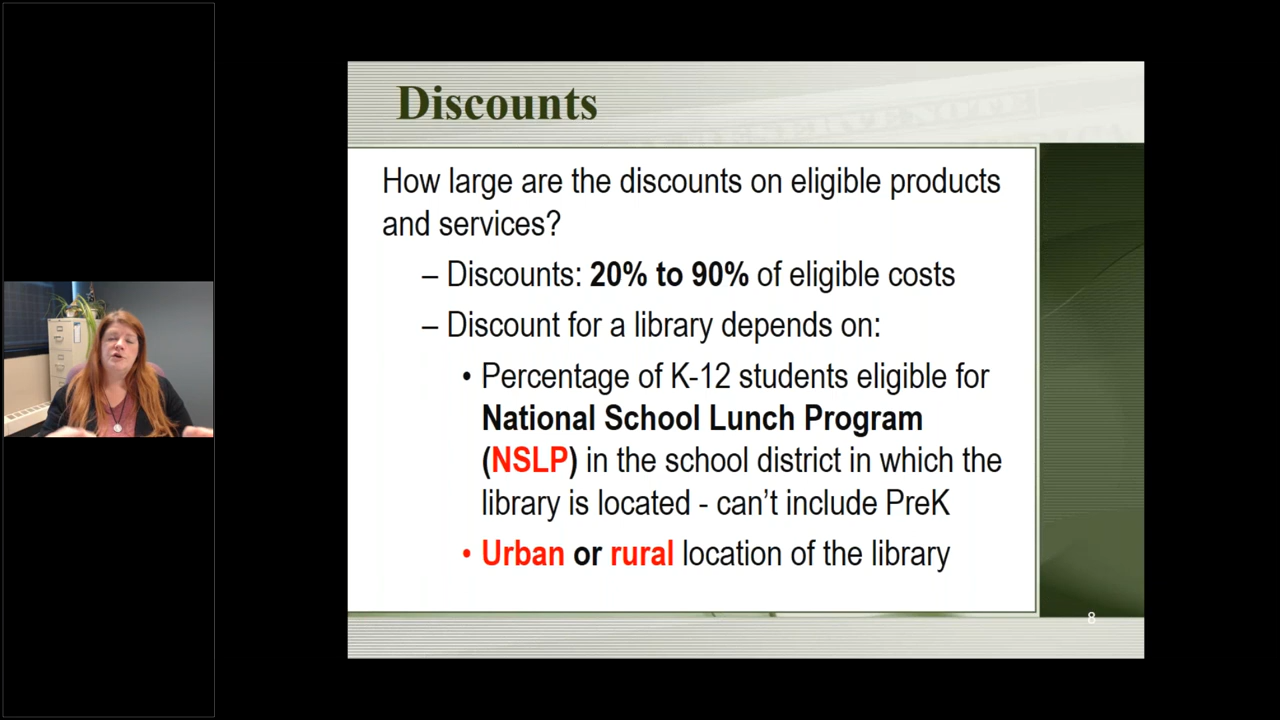 Discounts
How large are the discounts on eligible products
and services?
– Discounts: 20% to 90% of eligible costs
– Discount for a library depends on:
• Percentage of K-12 students eligible for
National School Lunch Program
(NSLP) in the school district in which the
library is located - can’t include PreK
• Urban or rural location of the library
8